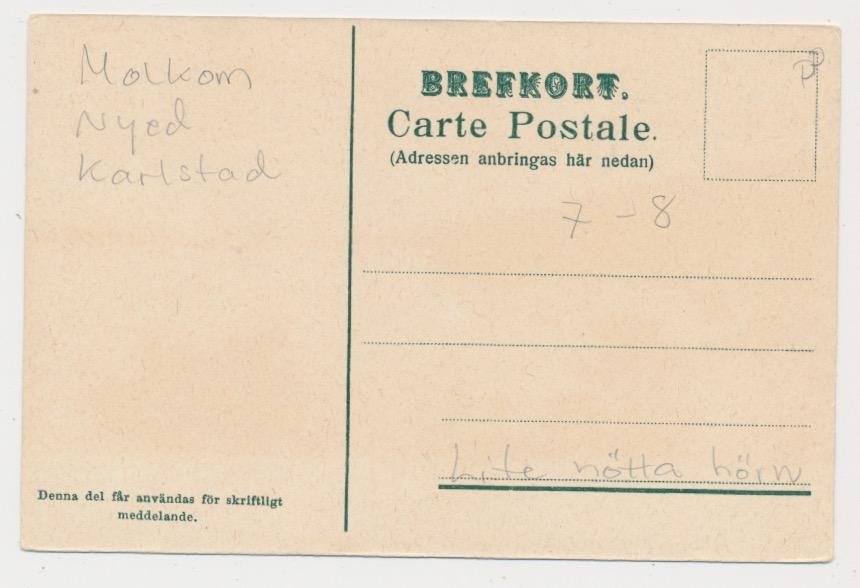 Molkom
Nyed
Karlstad
BREFKORT.
Carte Postale.
(Adressen anbringas här nedan)
7 - 8
Lite nötta hörn
Denna del får användas för skriftligt
meddelande.